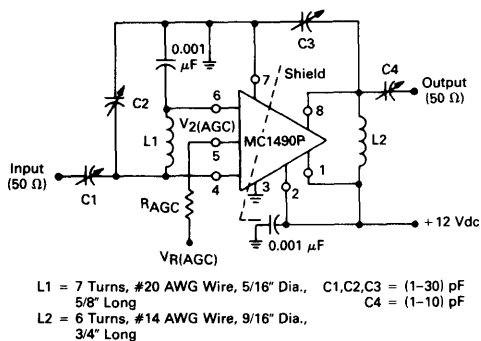 C3
0.001
μF
7
Shield
C4
Output
(50 Ω)
C2
6
8
L1
V2(AGC)
MC1490P
L2
5
Input
(50 Ω)
4
3
2
1
C1
RAGC
+12 Vdc
0.001 μF
VR(AGC)
L1 = 7 Turns, #20 AWG Wire, 5/16" Dia.,
5/8" Long
C1,C2,C3 = (1–30) pF
C4 = (1–10) pF
L2 = 6 Turns, #14 AWG Wire, 9/16" Dia.,
3/4" Long